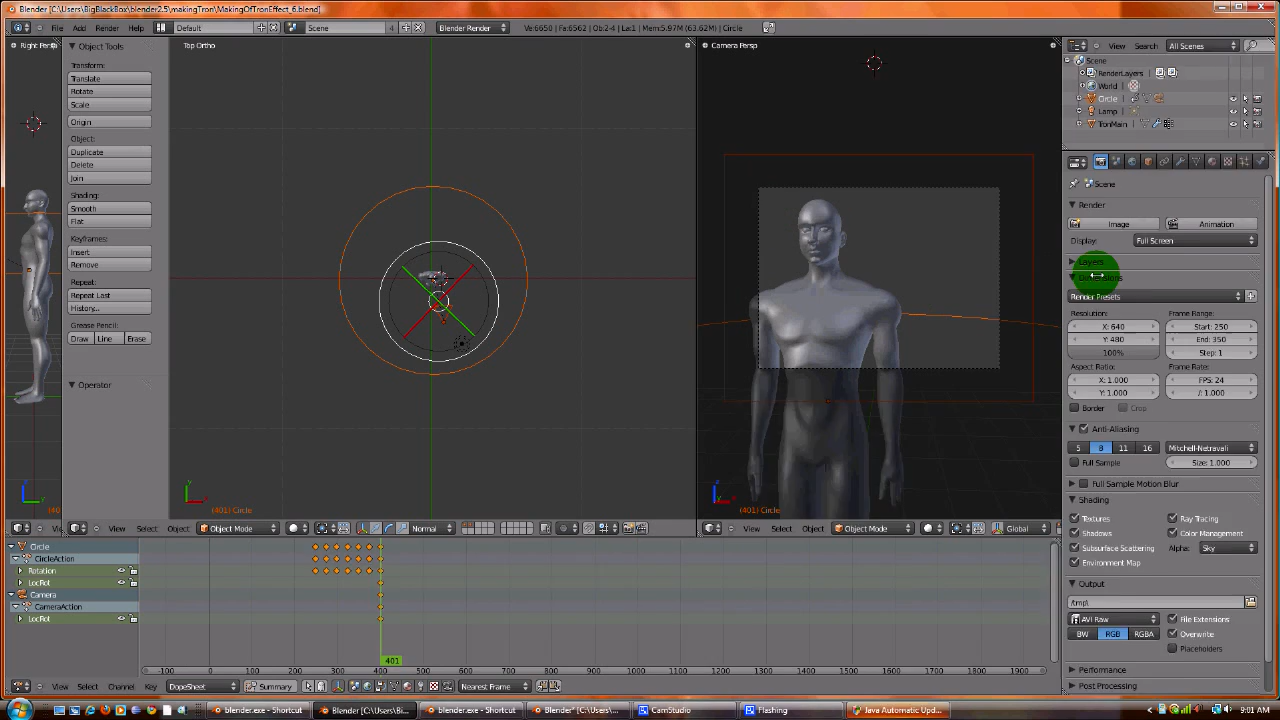 Blender [C:\Users\BigBlackBox\blender2.5\makingTron\MakingOfTronEffect_6.blend]
File Add Render Help Default Scene 4 Blender Render Ve:6650 | Fa:6562 | Ob:2-4 | La:1 | Mem:5.97M (63.62M) | Circle
View Search All Scenes
Right Persp
Object Tools
Top Ortho
Camera Persp
Transform:
Translate
Rotate
Scale
Origin
Object:
Duplicate
Delete
Join
Shading:
Smooth
Flat
Keyframes:
Insert
Remove
Repeat:
Repeat Last
History...
Grease Pencil:
Draw Line Erase
Operator
Scene
RenderLayers
World
Circle
Lamp
TronMain
Scene
Render
Image Animation
Display: Full Screen
Layers
Dimensions
Render Presets
Resolution: Frame Range:
X: 640 Start: 250
Y: 480 End: 350
100% Step: 1
Aspect Ratio: Frame Rate:
X: 1.000 FPS: 24
Y: 1.000 /: 1.000
Border Crop
Anti-Aliasing
5 8 11 16 Mitchell-Netravali
Full Sample Size: 1.000
Full Sample Motion Blur
Shading
Textures Ray Tracing
Shadows Color Management
Subsurface Scattering Alpha: Sky
Environment Map
Output
/tmp\
AVI Raw File Extensions
BW RGB RGBA Overwrite
Placeholders
Performance
Post Processing
(40
(401) Circle
(401) Circle
View Select Object Object Mode Normal
View Select Object Object Mode Global
Circle
CircleAction
Rotation
LocRot
Camera
CameraAction
LocRot
401
-100 0 100 200 300 400 500 600 700 800 900 1000 1100 1200 1300 1400 1500 1600 1700 1800 1900
View Select Channel Key DopeSheet Summary Nearest Frame
blender.exe - Shortcut Blender [C:\Users\Bi... blender.exe - Shortcut Blender* [C:\Users\B... CamStudio Flashing Java Automatic Upd... 9:01 AM